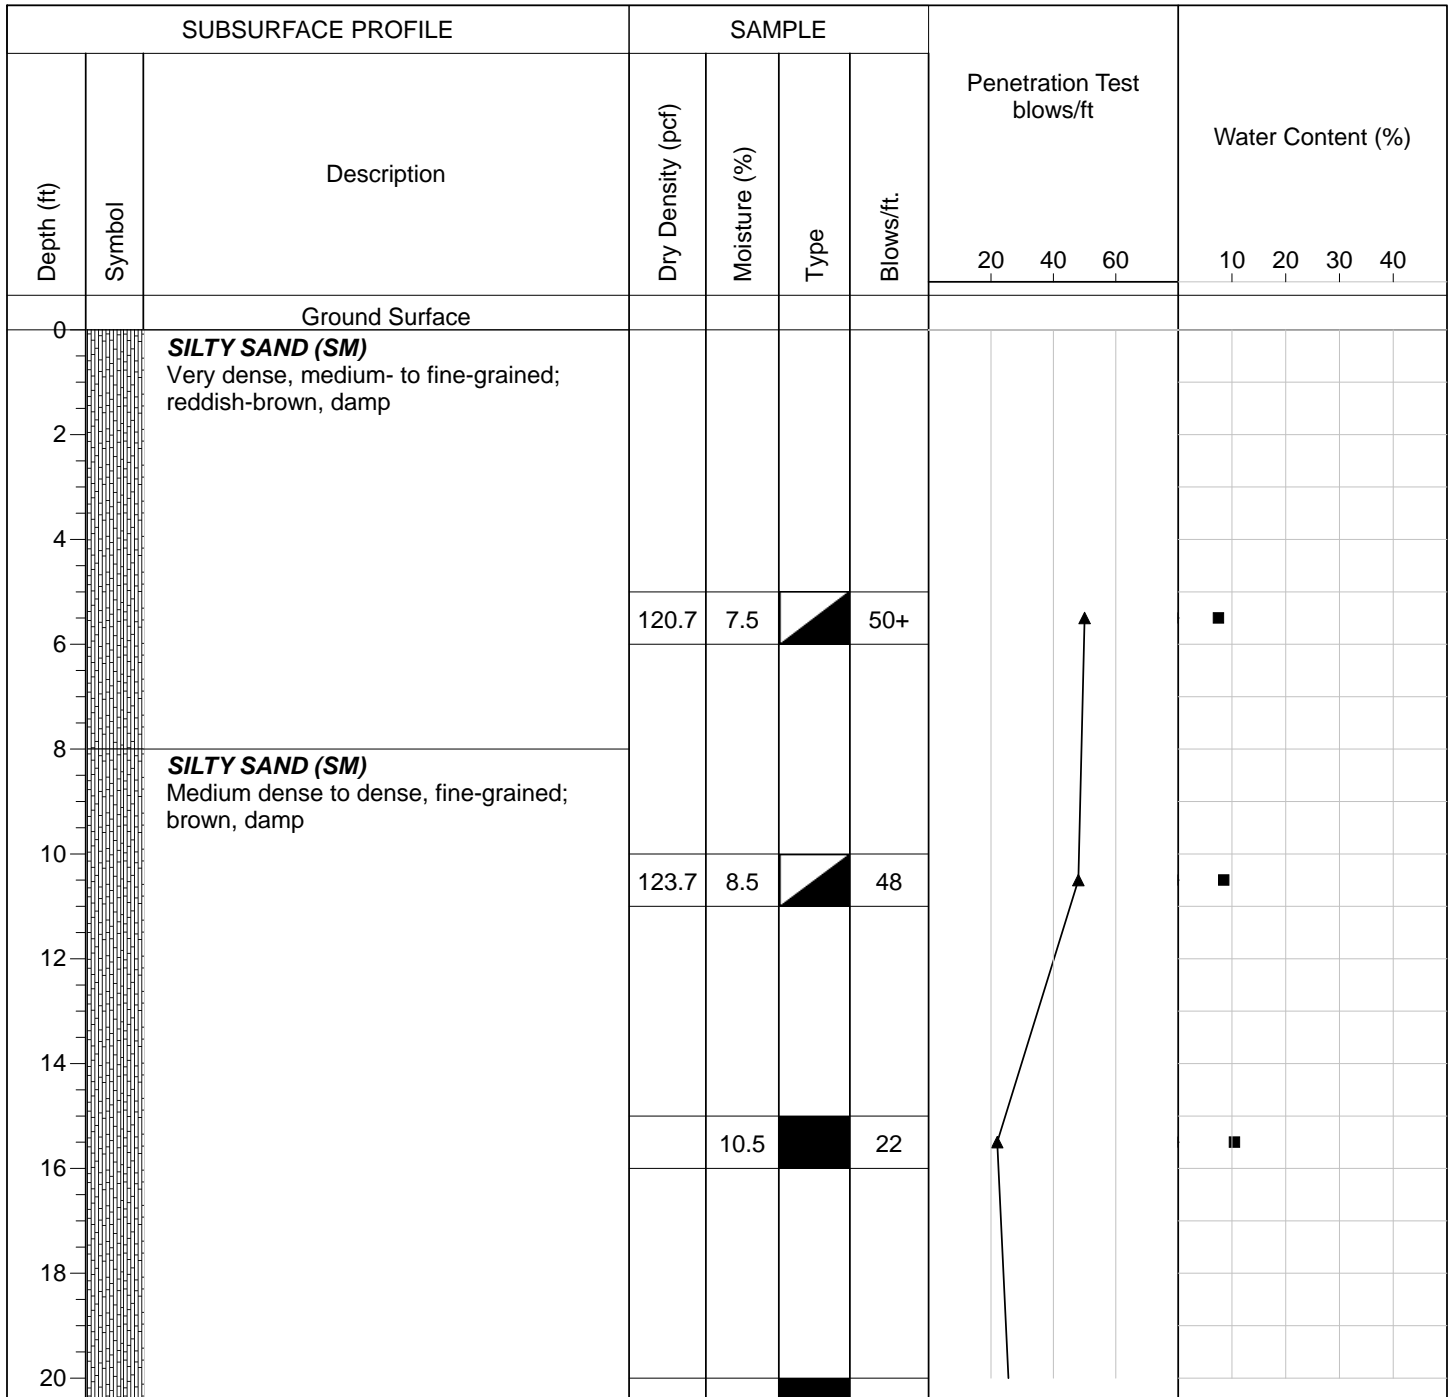 SUBSURFACE PROFILE
SAMPLE
Depth (ft)
Symbol
Description
Dry Density (pcf)
Moisture (%)
Type
Blows/ft.
Penetration Test
blows/ft
20 40 60
Water Content (%)
10 20 30 40
Ground Surface
0
SILTY SAND (SM)
Very dense, medium- to fine-grained;
reddish-brown, damp
2
4
120.7 7.5 50+
6
8
SILTY SAND (SM)
Medium dense to dense, fine-grained;
brown, damp
10
123.7 8.5 48
12
14
10.5 22
16
18
20